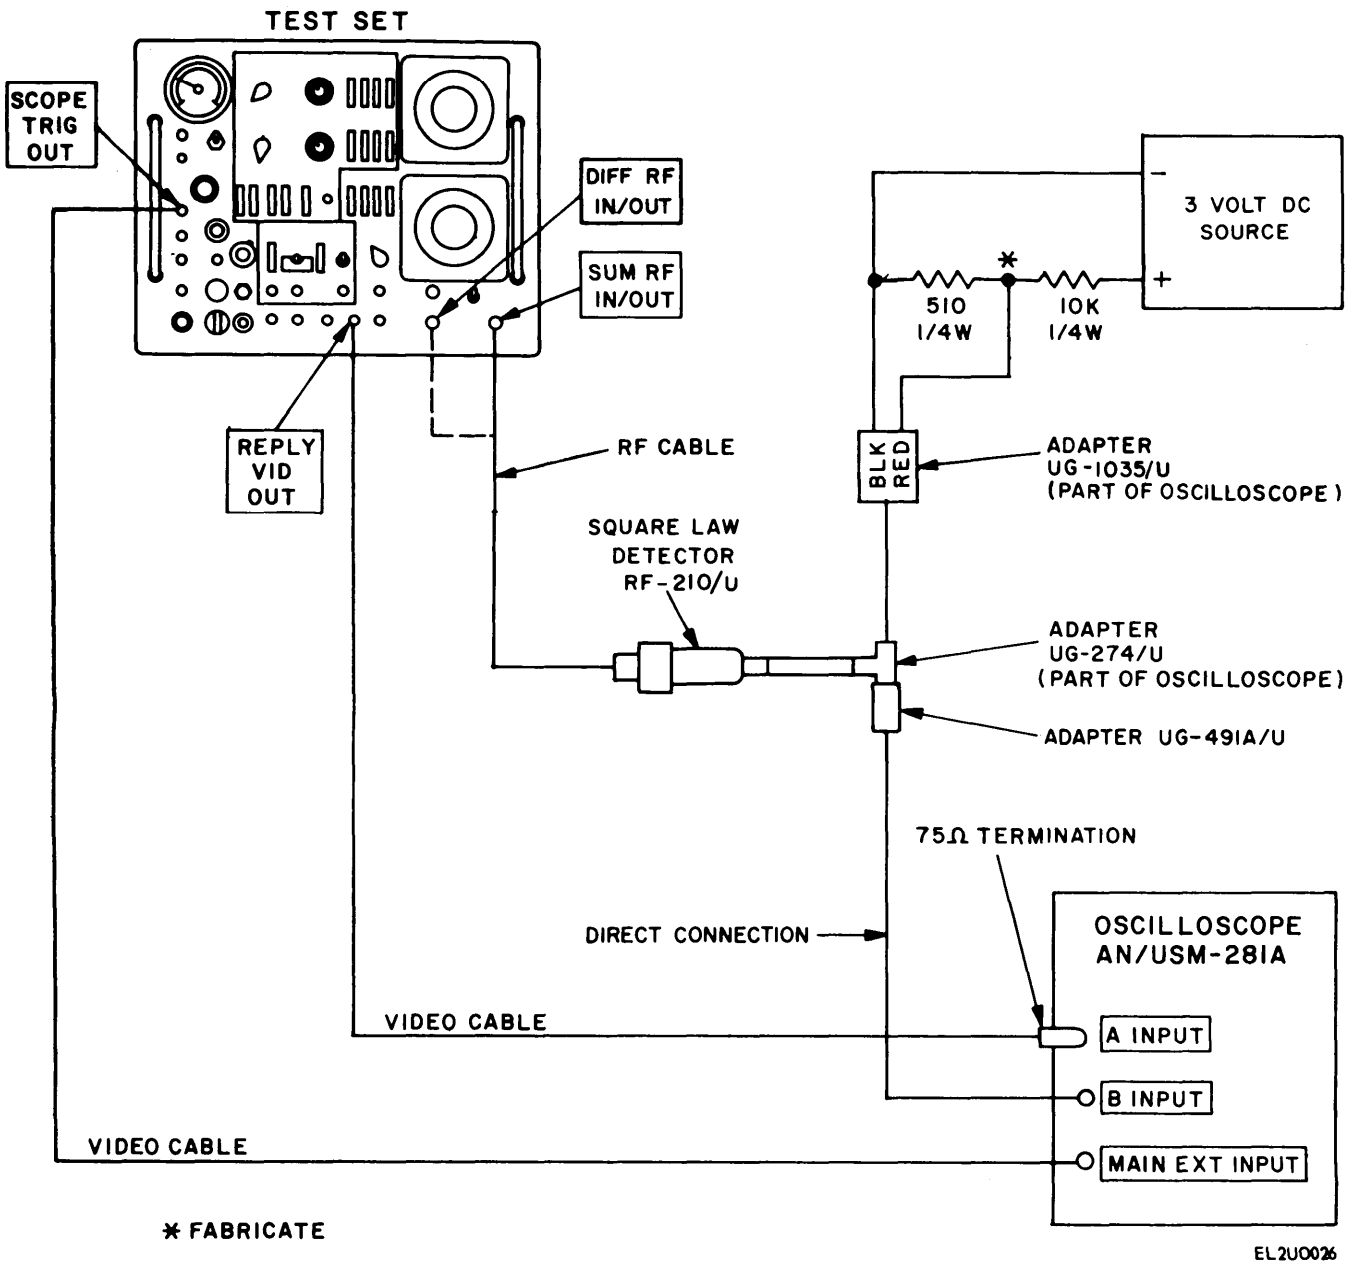 TEST SET
SCOPE
TRIG
OUT
DIFF RF
IN/OUT
SUM RF
IN/OUT
3 VOLT DC
SOURCE
-
+
*
510
1/4W
10K
1/4W
REPLY
VID
OUT
RF CABLE
BLK
RED
ADAPTER
UG-1035/U
(PART OF OSCILLOSCOPE)
SQUARE LAW
DETECTOR
RF-210/U
ADAPTER
UG-274/U
(PART OF OSCILLOSCOPE)
ADAPTER UG-491A/U
75Ω TERMINATION
DIRECT CONNECTION
OSCILLOSCOPE
AN/USM-281A
VIDEO CABLE
A INPUT
B INPUT
VIDEO CABLE
MAIN EXT INPUT
* FABRICATE
EL2U0026